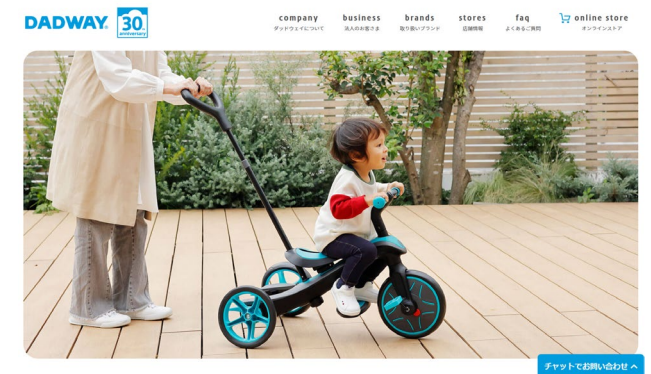 DADWAY
30th
anniversary
company
ダッドウェイについて
business
法人のお客さま
brands
取り扱いブランド
stores
店舗情報
faq
よくあるご質問
online store
オンラインストア
チャットでお問い合わせ